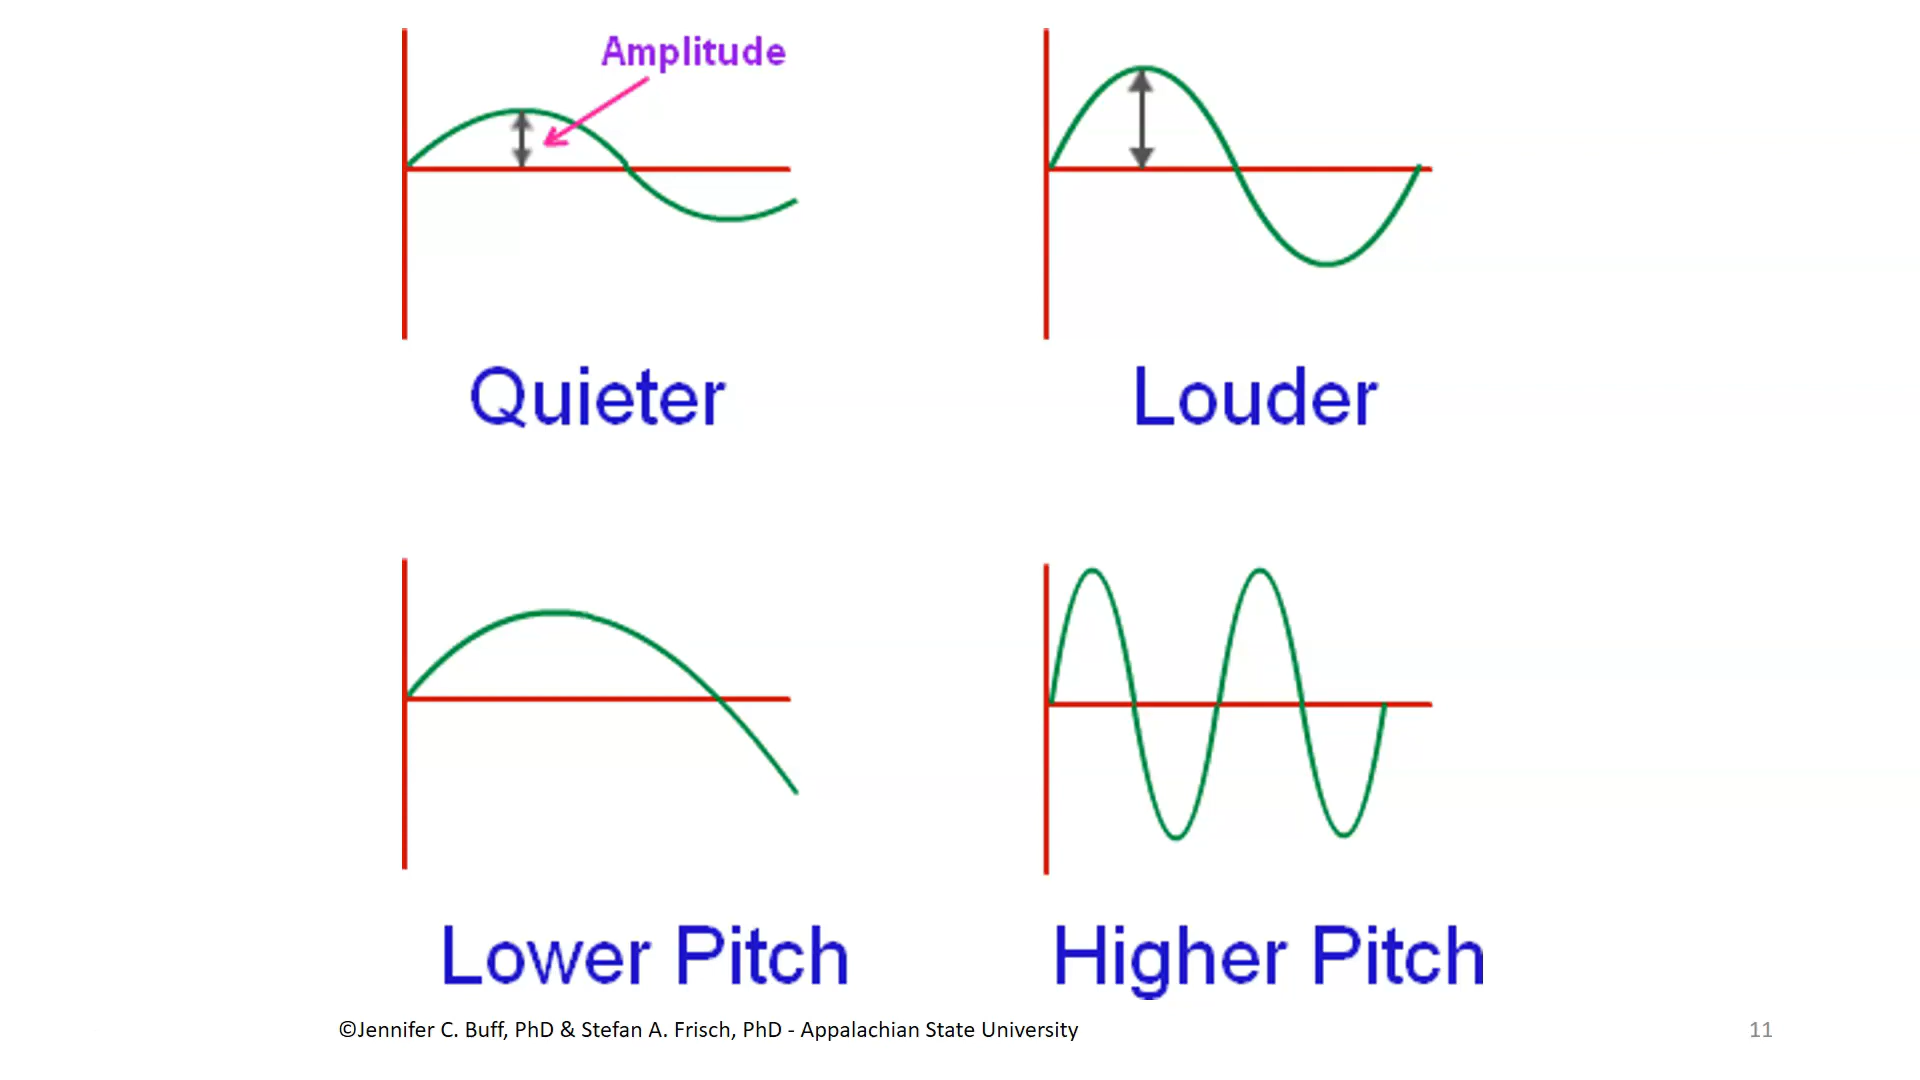 Amplitude
Quieter
Louder
Lower Pitch
Higher Pitch
©Jennifer C. Buff, PhD & Stefan A. Frisch, PhD - Appalachian State University
11